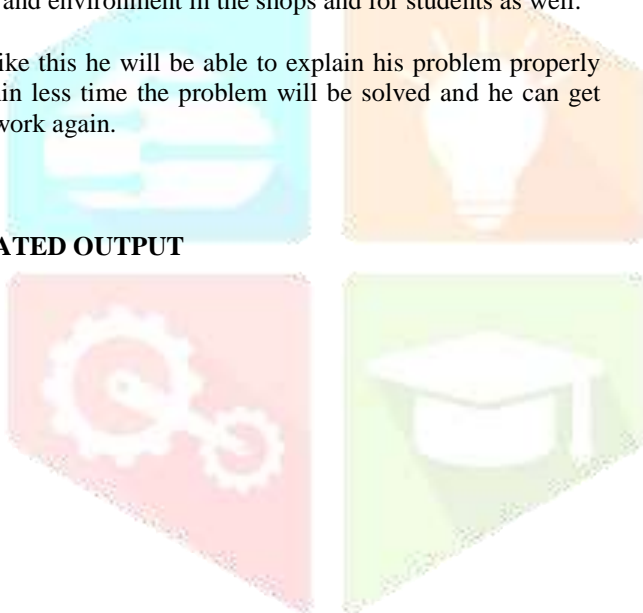 and environment in the shops and for students as well.
ike this he will be able to explain his problem properly
in less time the problem will be solved and he can get
work again.
ATED OUTPUT